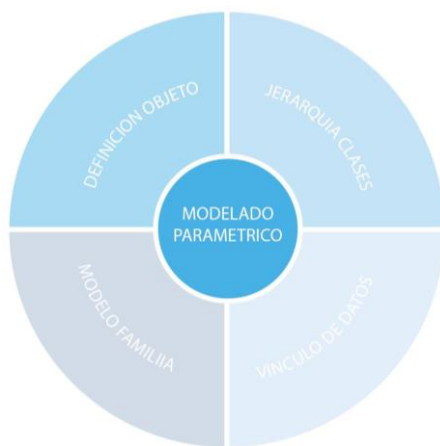 DEFINICION OBJETO
JERARQUIA CLASES
MODELADO
PARAMETRICO
MODELO FAMILIIA
VINCULO DE DATOS